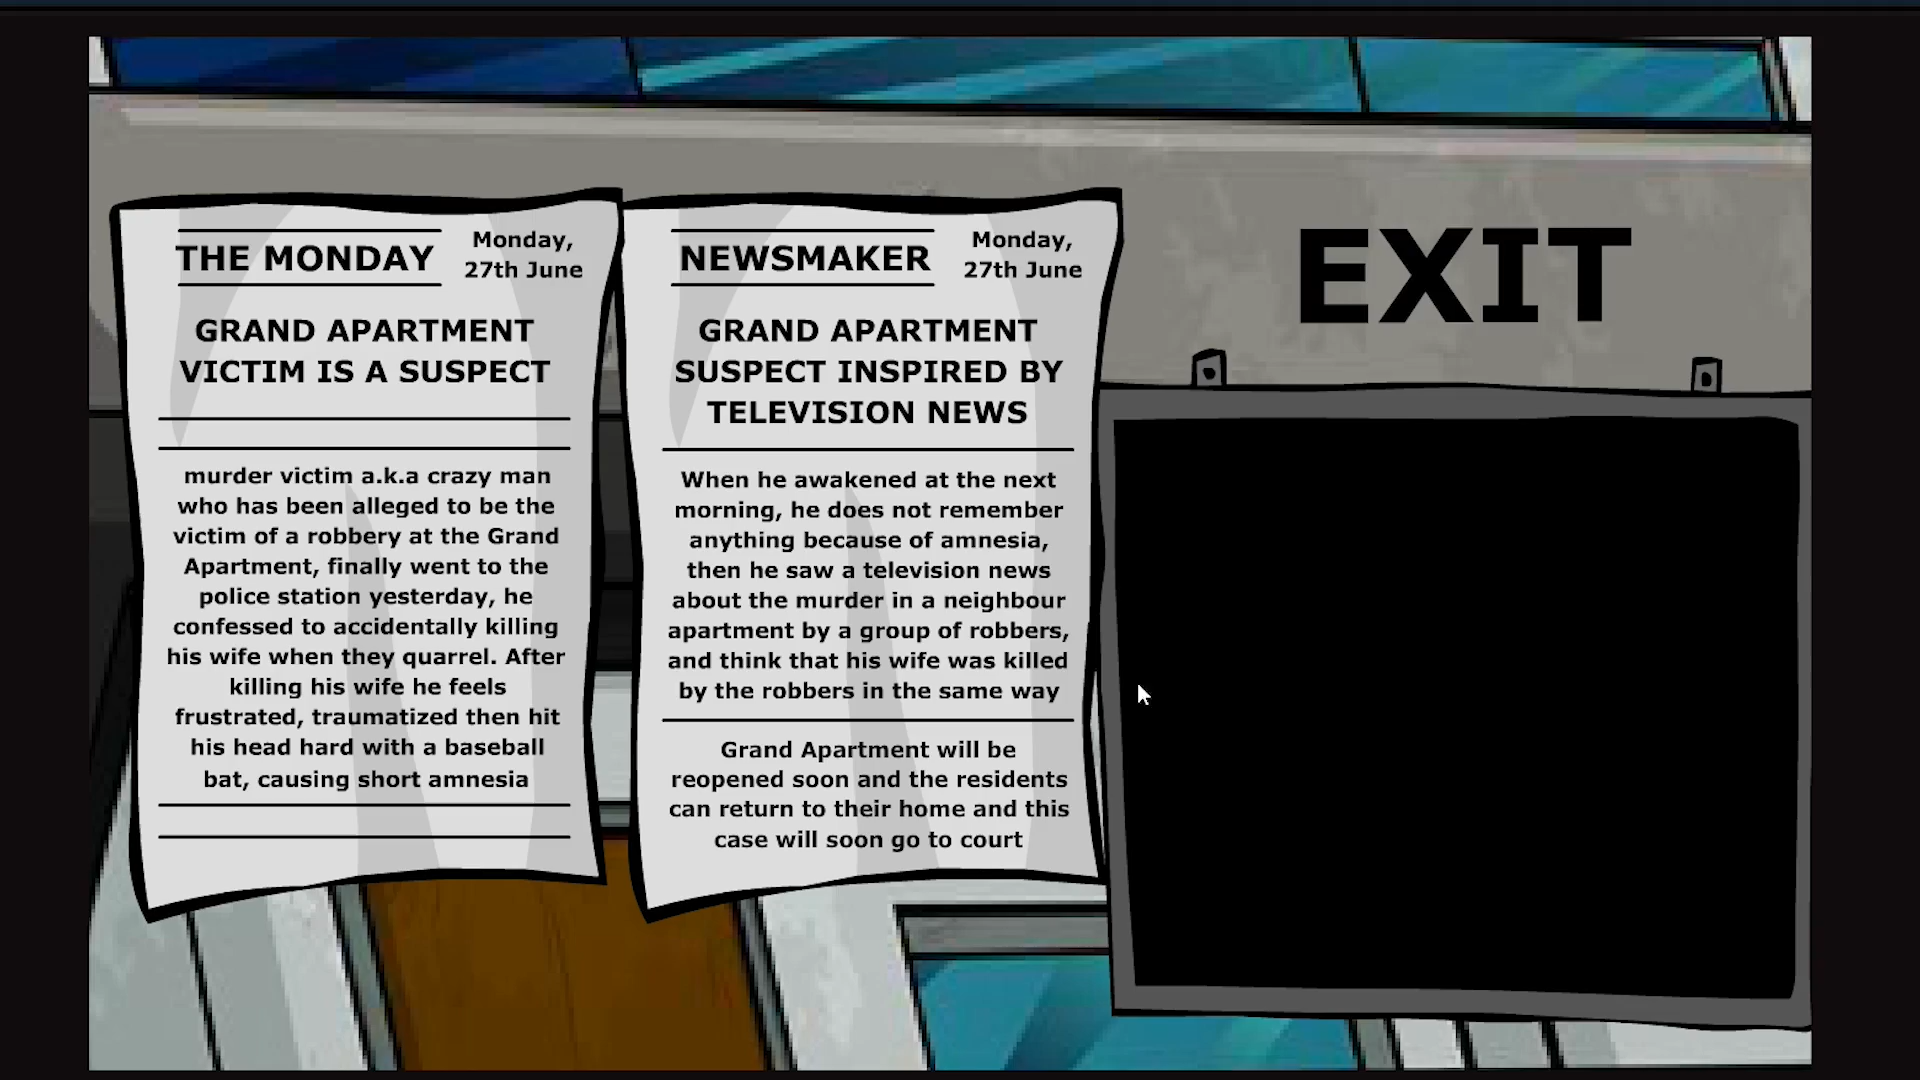 THE MONDAY
Monday,
27th June
GRAND APARTMENT
VICTIM IS A SUSPECT
murder victim a.k.a crazy man
who has been alleged to be the
victim of a robbery at the Grand
Apartment, finally went to the
police station yesterday, he
confessed to accidentally killing
his wife when they quarrel. After
killing his wife he feels
frustrated, traumatized then hit
his head hard with a baseball
bat, causing short amnesia
NEWSMAKER
Monday,
27th June
GRAND APARTMENT
SUSPECT INSPIRED BY
TELEVISION NEWS
When he awakened at the next
morning, he does not remember
anything because of amnesia,
then he saw a television news
about the murder in a neighbour
apartment by a group of robbers,
and think that his wife was killed
by the robbers in the same way
Grand Apartment will be
reopened soon and the residents
can return to their home and this
case will soon go to court
EXIT